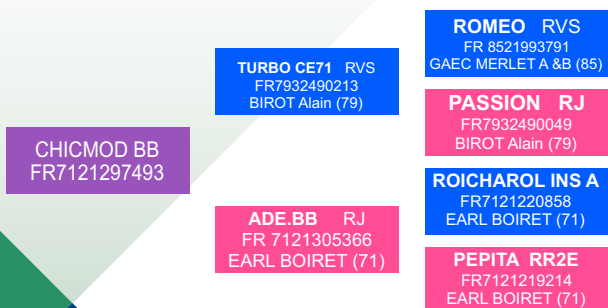 CHICMOD BB
FR7121297493
TURBO CE71 RVS
FR7932490213
BIROT Alain (79)
ADE.BB RJ
FR 7121305366
EARL BOIRET (71)
ROMEO RVS
FR 8521993791
GAEC MERLET A &B (85)
PASSION RJ
FR7932490049
BIROT Alain (79)
ROICHAROL INS A
FR7121220858
EARL BOIRET (71)
PEPITA RR2E
FR7121219214
EARL BOIRET (71)